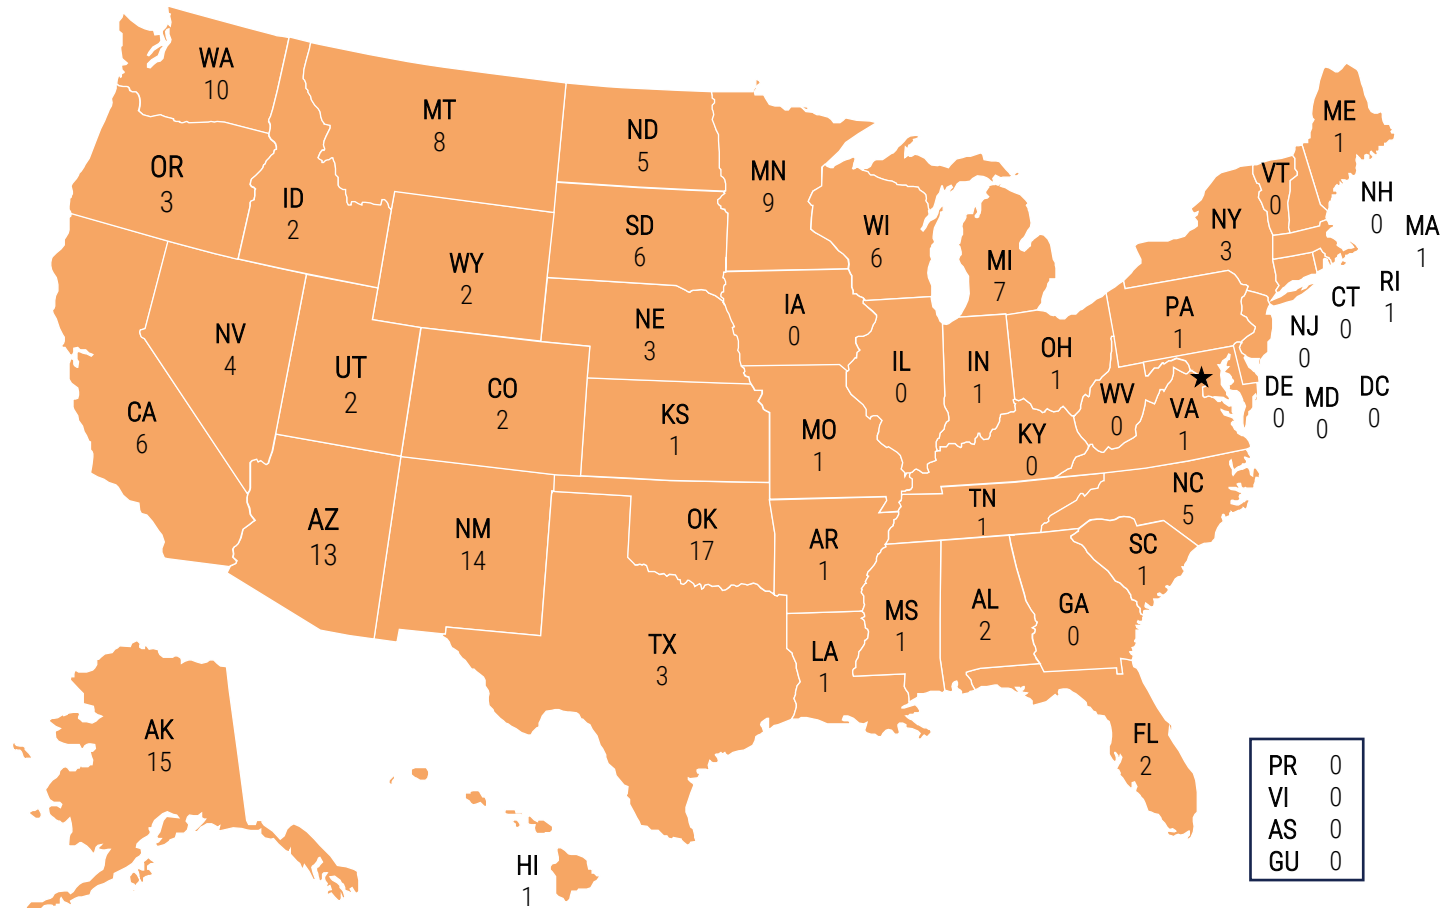 WA
10
MT
8
ND
5
MN
9
ME
1
OR
3
ID
2
SD
6
WI
6
VT
0
NH
0
MA
1
NY
3
WY
2
MI
7
RI
1
CT
0
NJ
0
PA
1
NV
4
UT
2
CO
2
NE
3
IA
0
IL
0
IN
1
OH
1
WV
0
VA
1
DE
0
MD
0
DC
0
CA
6
KS
1
MO
1
KY
0
AZ
13
NM
14
OK
17
AR
1
TN
1
NC
5
SC
1
TX
3
LA
1
MS
1
AL
2
GA
0
FL
2
AK
15
HI
1
PR 0
VI 0
AS 0
GU 0